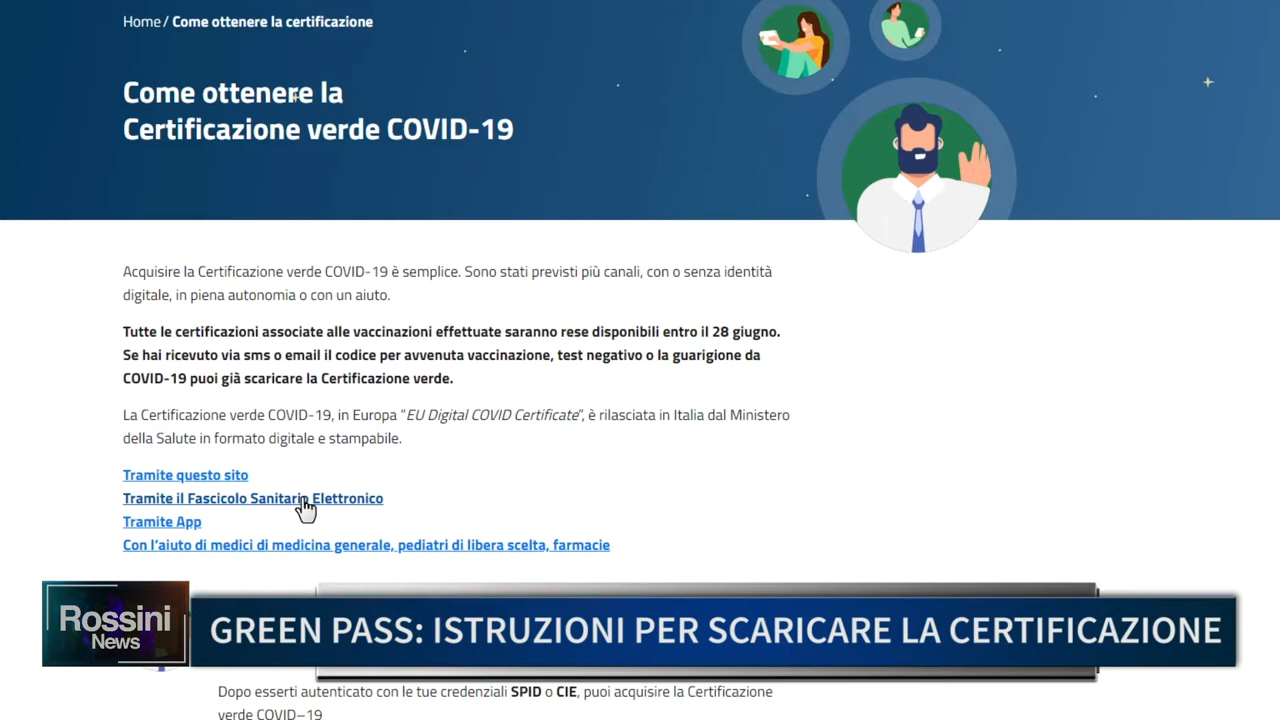 Home / Come ottenere la certificazione
Come ottenere la
Certificazione verde COVID-19
Acquisire la Certificazione verde COVID-19 è semplice. Sono stati previsti più canali, con o senza identità
digitale, in piena autonomia o con un aiuto.
Tutte le certificazioni associate alle vaccinazioni effettuate saranno rese disponibili entro il 28 giugno.
Se hai ricevuto via sms o email il codice per avvenuta vaccinazione, test negativo o la guarigione da
COVID-19 puoi già scaricare la Certificazione verde.
La Certificazione verde COVID-19, in Europa “EU Digital COVID Certificate”, è rilasciata in Italia dal Ministero
della Salute in formato digitale e stampabile.
Tramite questo sito
Tramite il Fascicolo Sanitario Elettronico
Tramite App
Con l’aiuto di medici di medicina generale, pediatri di libera scelta, farmacie
Rossini
News
GREEN PASS: ISTRUZIONI PER SCARICARE LA CERTIFICAZIONE
Dopo esserti autenticato con le tue credenziali SPID o CIE, puoi acquisire la Certificazione
verde COVID–19